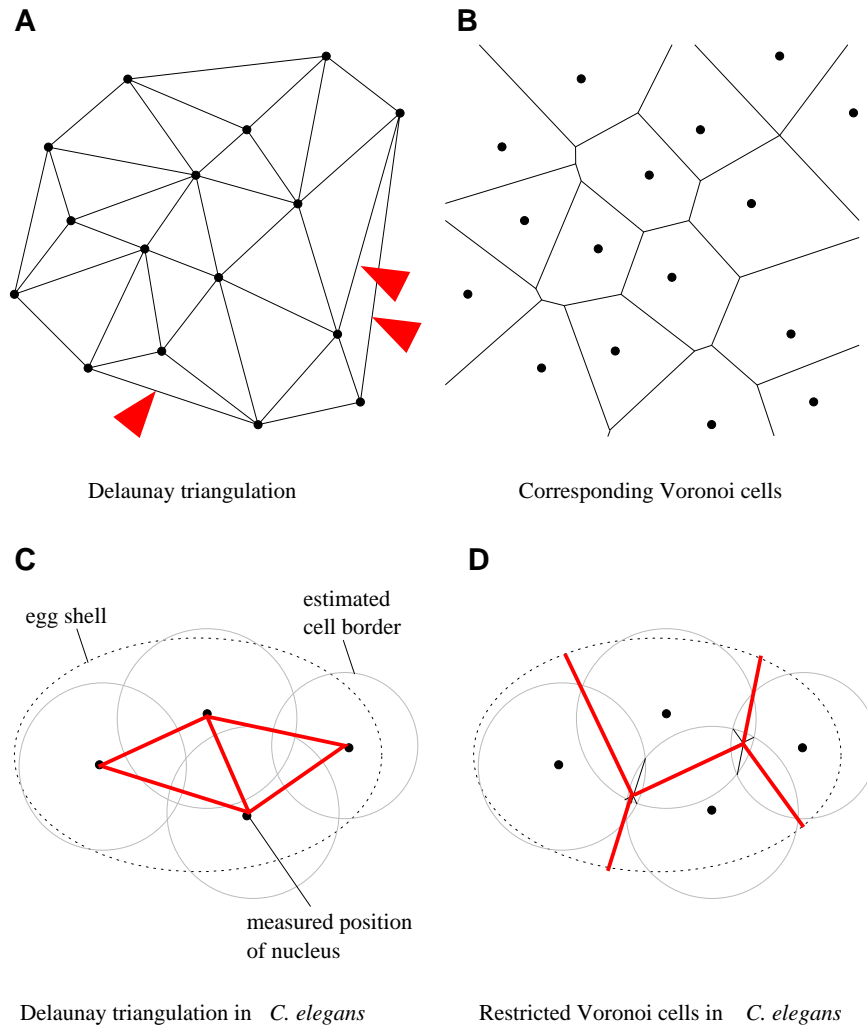 A
B
Delaunay triangulation
Corresponding Voronoi cells
C
D
egg shell
estimated
cell border
measured position
of nucleus
Delaunay triangulation in C. elegans
Restricted Voronoi cells in C. elegans